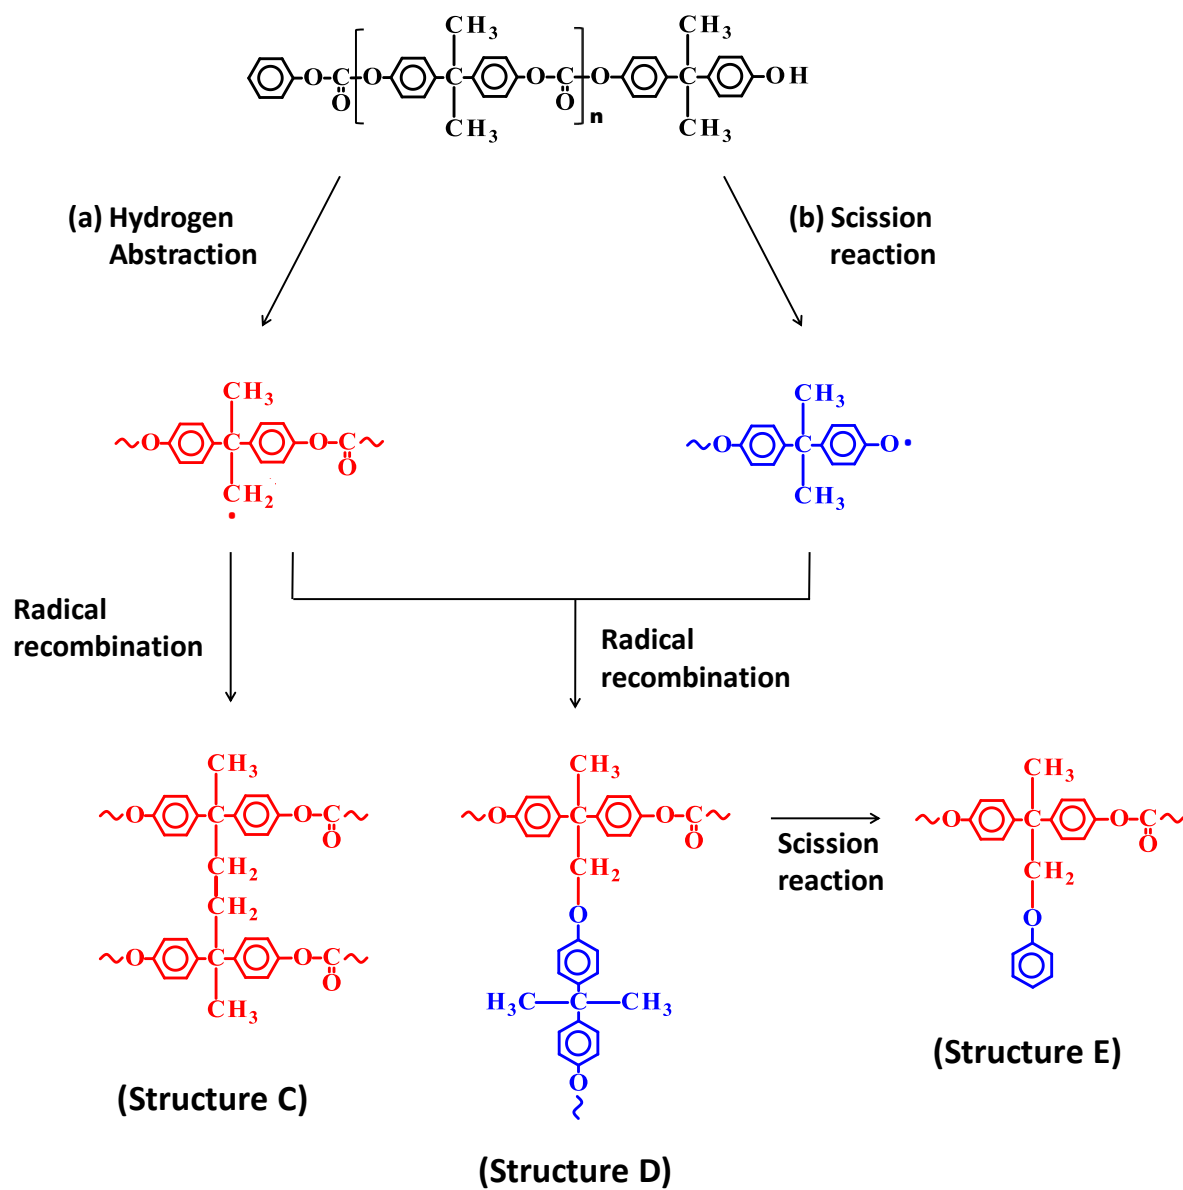 CH₃ CH₃
O C O C O C O C C OH
O O
CH₃ CH₃
n
(a) Hydrogen
Abstraction
(b) Scission
reaction
CH₃
O C O C
O
CH₂
•
CH₃
O C O •
CH₃
Radical
recombination
Radical
recombination
CH₃
O C O C
O
CH₂
CH₂
O C O C
O
CH₃
(Structure C)
CH₃
O C O C
O
CH₂
O
H₃C C CH₃
O
(Structure D)
Scission
reaction
CH₃
O C O C
O
CH₂
O
(Structure E)